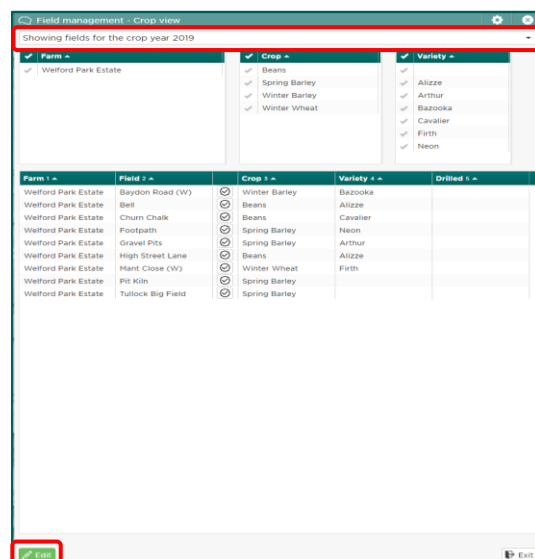 Field management - Crop view
Showing fields for the crop year 2019
Farm Crop Variety
Welford Park Estate Beans
Spring Barley Alizze
Winter Barley Arthur
Winter Wheat Bazooka
Cavalier
Firth
Neon
Farm 1 Field 2 Crop 3 Variety 4 Drilled 5
Welford Park Estate Baydon Road (W) Winter Barley Bazooka
Welford Park Estate Bell Beans Alizze
Welford Park Estate Churn Chalk Beans Cavalier
Welford Park Estate Footpath Spring Barley Neon
Welford Park Estate Gravel Pits Spring Barley Arthur
Welford Park Estate High Street Lane Beans Alizze
Welford Park Estate Mant Close (W) Winter Wheat Firth
Welford Park Estate Pit Kiln Spring Barley
Welford Park Estate Tullock Big Field Spring Barley
Edit Exit